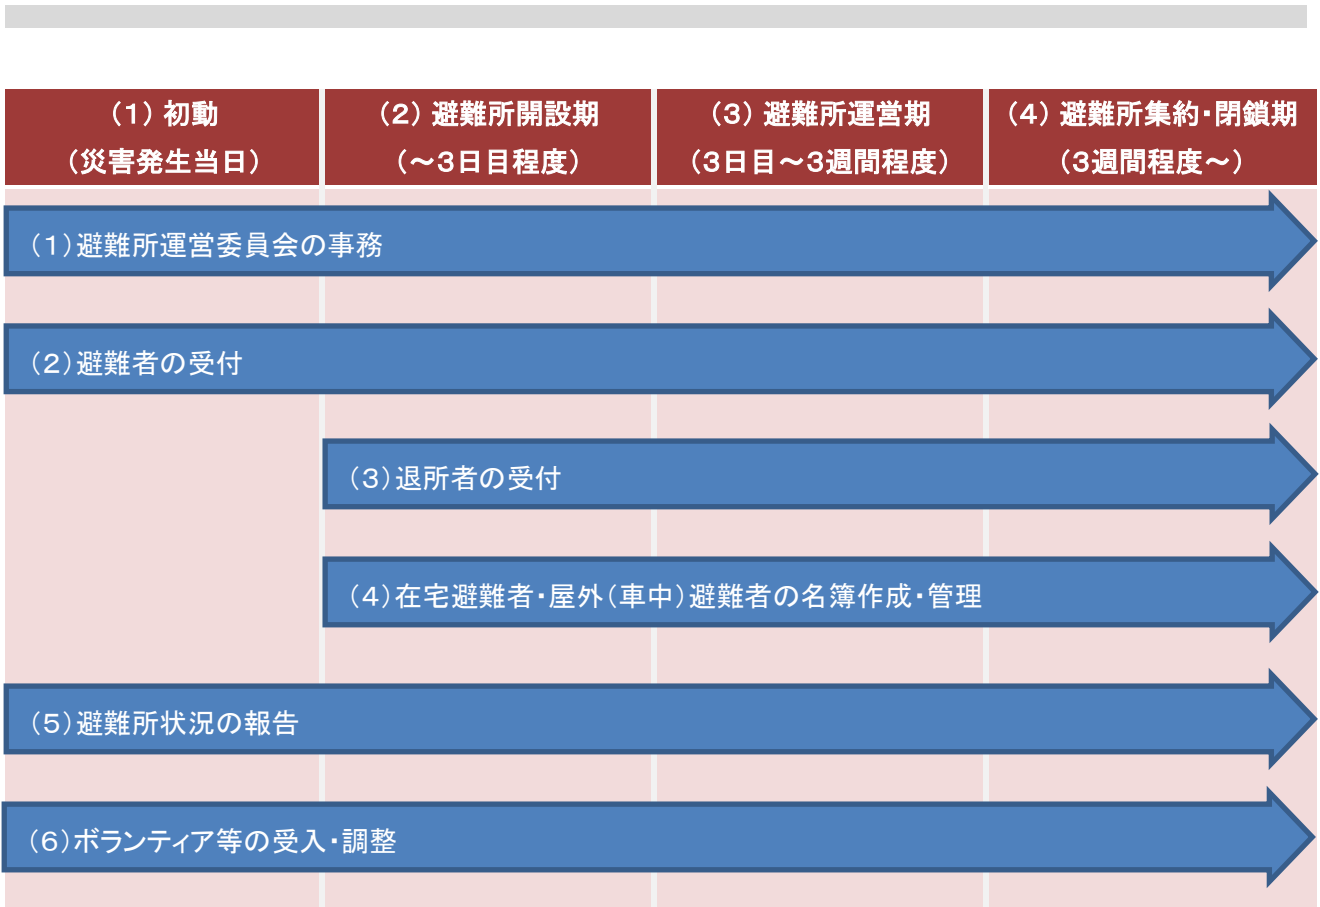 （１）初動
（災害発生当日）
（２）避難所開設期
（～３日目程度）
（３）避難所運営期
（３日目～３週間程度）
（４）避難所集約・閉鎖期
（３週間程度～）
（１）避難所運営委員会の事務
（２）避難者の受付
（３）退所者の受付
（４）在宅避難者・屋外（車中）避難者の名簿作成・管理
（５）避難所状況の報告
（６）ボランティア等の受入・調整